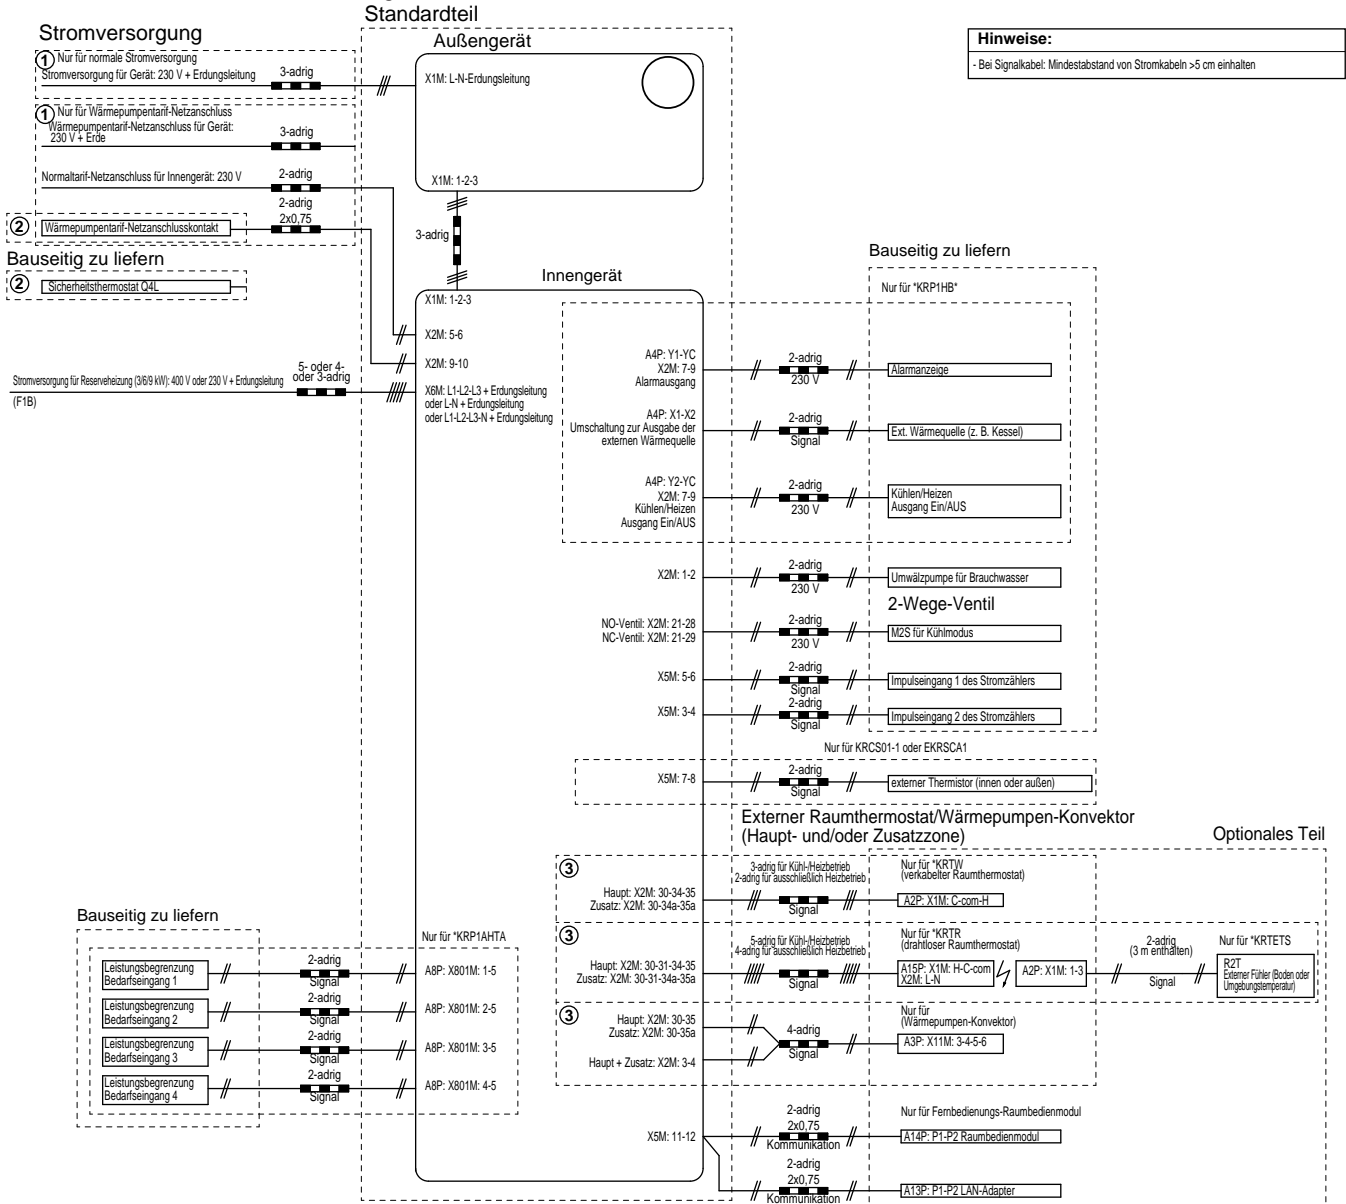 Standardteil
Stromversorgung
Außengerät
Hinweise:
- Bei Signalkabel: Mindestabstand von Stromkabeln >5 cm einhalten
1 Nur für normale Stromversorgung
Stromversorgung für Gerät: 230 V + Erdungsleitung
3-adrig
X1M: L-N-Erdungsleitung
1 Nur für Wärmepumpentarif-Netzanschluss
Wärmepumpentarif-Netzanschluss für Gerät:
230 V + Erde
3-adrig
Normaltarif-Netzanschluss für Innengerät: 230 V
2-adrig
X1M: 1-2-3
2-adrig
2x0,75
2 Wärmepumpentarif-Netzanschlusskontakt
3-adrig
Bauseitig zu liefern
2 Sicherheitsthermostat Q4L
Innengerät
X1M: 1-2-3
X2M: 5-6
X2M: 9-10
Stromversorgung für Reserveheizung (3/6/9 kW): 400 V oder 230 V + Erdungsleitung
(F1B)
5- oder 4-
oder 3-adrig
X6M: L1-L2-L3 + Erdungsleitung
oder L-N + Erdungsleitung
oder L1-L2-L3-N + Erdungsleitung
Bauseitig zu liefern
Nur für *KRP1HB*
A4P: Y1-YC
X2M: 7-9
Alarmausgang
2-adrig
230 V
Alarmanzeige
A4P: X1-X2
Umschaltung zur Ausgabe der
externen Wärmequelle
2-adrig
Signal
Ext. Wärmequelle (z. B. Kessel)
A4P: Y2-YC
X2M: 7-9
Kühlen/Heizen
Ausgang Ein/AUS
2-adrig
230 V
Kühlen/Heizen
Ausgang Ein/AUS
X2M: 1-2
2-adrig
230 V
Umwälzpumpe für Brauchwasser
2-Wege-Ventil
NO-Ventil: X2M: 21-28
NC-Ventil: X2M: 21-29
2-adrig
230 V
M2S für Kühlmodus
X5M: 5-6
2-adrig
Signal
Impulseingang 1 des Stromzählers
X5M: 3-4
2-adrig
Signal
Impulseingang 2 des Stromzählers
Nur für KRCS01-1 oder EKRSCA1
X5M: 7-8
2-adrig
Signal
externer Thermistor (innen oder außen)
Externer Raumthermostat/Wärmepumpen-Konvektor
(Haupt- und/oder Zusatzzone)
Optionales Teil
3
Haupt: X2M: 30-34-35
Zusatz: X2M: 30-34a-35a
3-adrig für Kühl-/Heizbetrieb
2-adrig für ausschließlich Heizbetrieb
Signal
Nur für *KRTW
(verkabelter Raumthermostat)
A2P: X1M: C-com-H
3
Haupt: X2M: 30-31-34-35
Zusatz: X2M: 30-31-34a-35a
5-adrig für Kühl-/Heizbetrieb
4-adrig für ausschließlich Heizbetrieb
Signal
Nur für *KRTR
(drahtloser Raumthermostat)
A15P: X1M: H-C-com
X2M: L-N
A2P: X1M: 1-3
2-adrig
(3 m enthalten)
Signal
Nur für *KRTETS
R2T
Externer Fühler (Boden oder
Umgebungstemperatur)
3
Haupt: X2M: 30-35
Zusatz: X2M: 30-35a
Haupt + Zusatz: X2M: 3-4
4-adrig
Signal
Nur für
(Wärmepumpen-Konvektor)
A3P: X11M: 3-4-5-6
X5M: 11-12
2-adrig
2x0,75
Kommunikation
Nur für Fernbedienungs-Raumbedienmodul
A14P: P1-P2 Raumbedienmodul
2-adrig
2x0,75
Kommunikation
A13P: P1-P2 LAN-Adapter
Bauseitig zu liefern
Nur für *KRP1AHTA
Leistungsbegrenzung
Bedarfseingang 1
2-adrig
Signal
A8P: X801M: 1-5
Leistungsbegrenzung
Bedarfseingang 2
2-adrig
Signal
A8P: X801M: 2-5
Leistungsbegrenzung
Bedarfseingang 3
2-adrig
Signal
A8P: X801M: 3-5
Leistungsbegrenzung
Bedarfseingang 4
2-adrig
Signal
A8P: X801M: 4-5